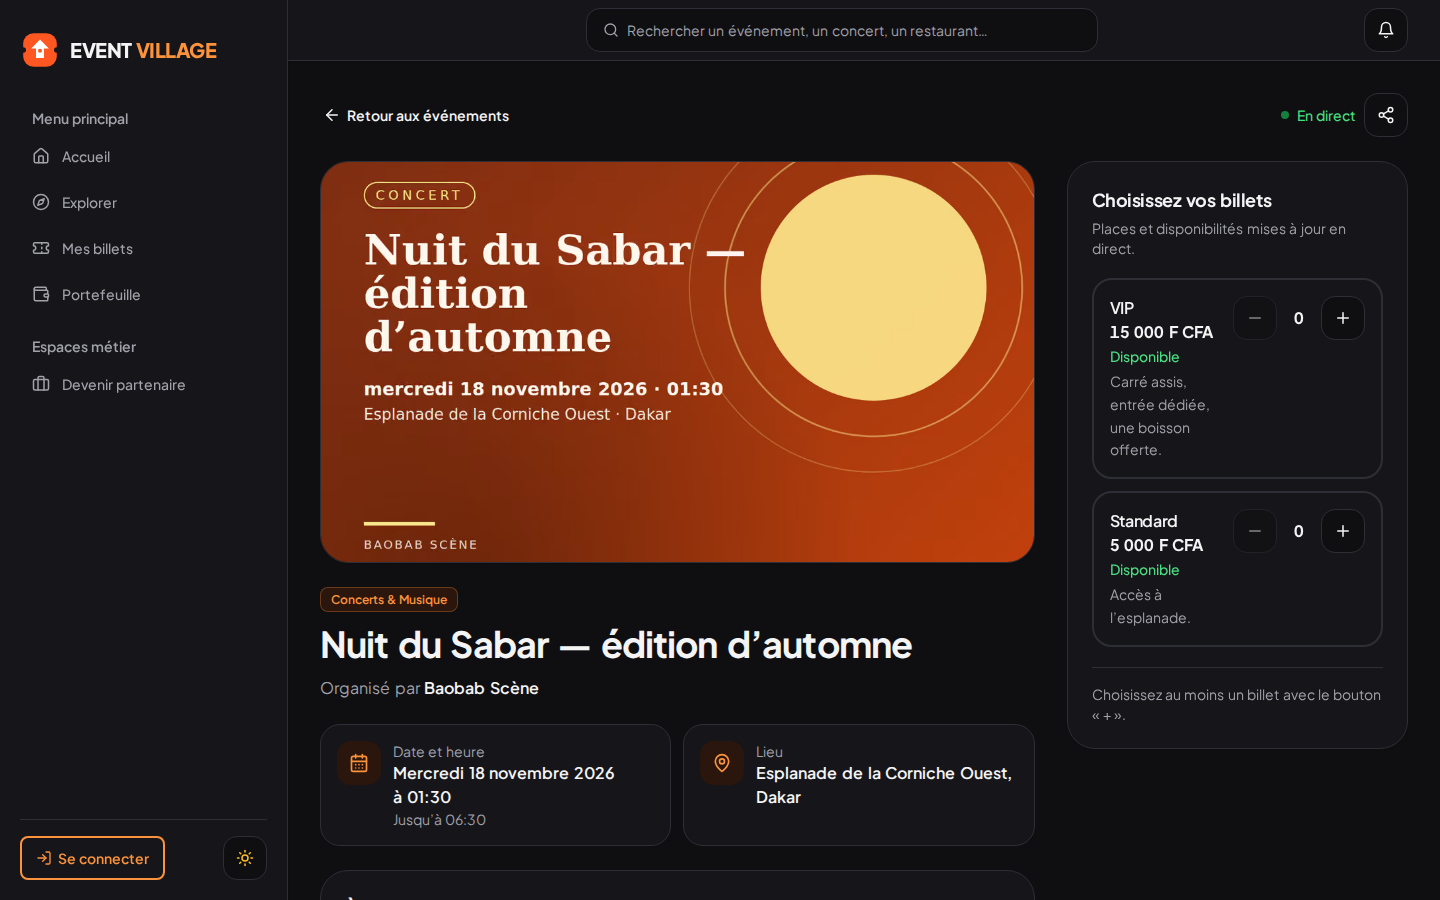 EVENT VILLAGE
Rechercher un événement, un concert, un restaurant...
Menu principal
Accueil
Explorer
Mes billets
Portefeuille
Espaces métier
Devenir partenaire
Se connecter
Retour aux événements
En direct
CONCERT
Nuit du Sabar —
édition
d’automne
mercredi 18 novembre 2026 · 01:30
Esplanade de la Corniche Ouest · Dakar
BAOBAB SCÈNE
Concerts & Musique
Nuit du Sabar — édition d’automne
Organisé par Baobab Scène
Date et heure
Mercredi 18 novembre 2026
à 01:30
Jusqu’à 06:30
Lieu
Esplanade de la Corniche Ouest,
Dakar
Choisissez vos billets
Places et disponibilités mises à jour en
direct.
VIP
15 000 F CFA
0
Disponible
Carré assis,
entrée dédiée,
une boisson
offerte.
Standard
5 000 F CFA
0
Disponible
Accès à
l’esplanade.
Choisissez au moins un billet avec le bouton
« + ».